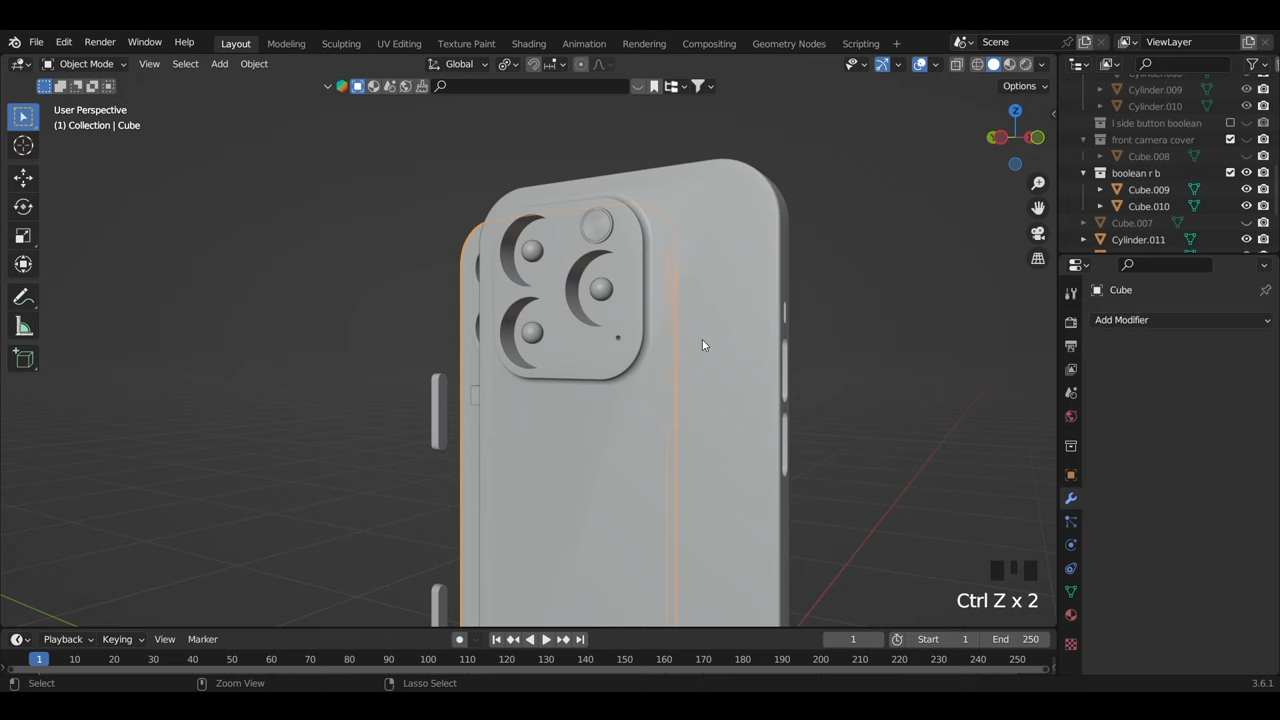 File Edit Render Window Help Layout Modeling Sculpting UV Editing Texture Paint Shading Animation Rendering Compositing Geometry Nodes Scripting + Scene ViewLayer
Object Mode View Select Add Object Global
Options
User Perspective
(1) Collection | Cube
Z
Cylinder.009
Cylinder.010
l side button boolean
front camera cover
Cube.008
boolean r b
Cube.009
Cube.010
Cube.007
Cylinder.011
Cube
Add Modifier
Ctrl Z x 2
Playback Keying View Marker 1 Start 1 End 250
1 10 20 30 40 50 60 70 80 90 100 110 120 130 140 150 160 170 180 190 200 210 220 230 240 250
Select Zoom View Lasso Select 3.6.1